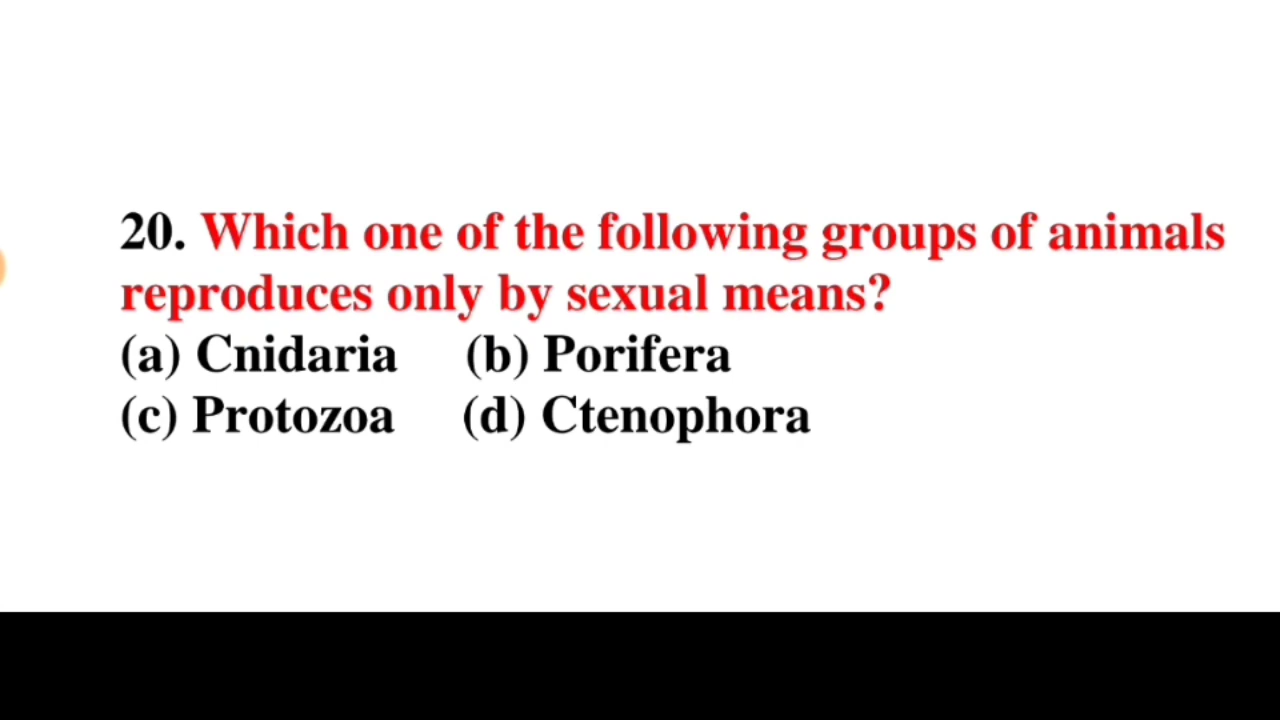 20. Which one of the following groups of animals
reproduces only by sexual means?
(a) Cnidaria (b) Porifera
(c) Protozoa (d) Ctenophora